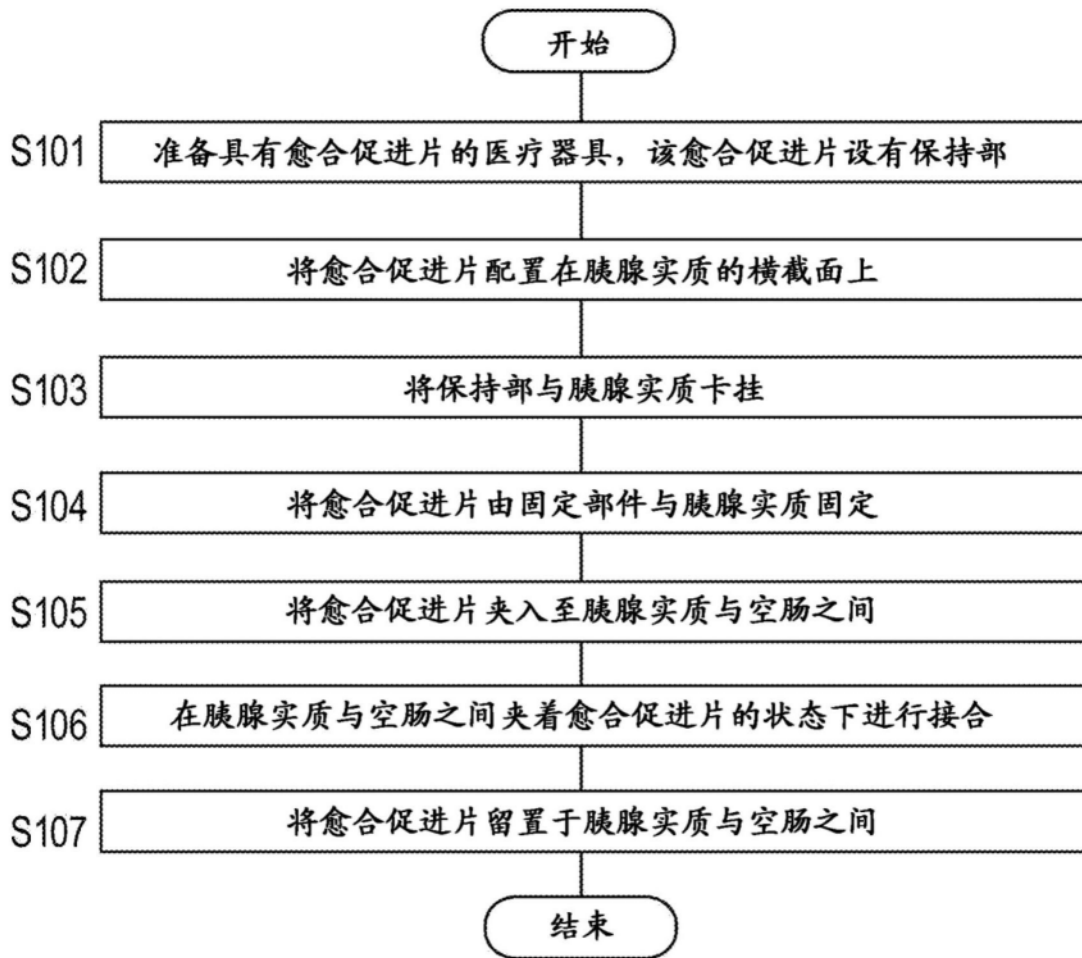 开始
S101 准备具有愈合促进片的医疗器具，该愈合促进片设有保持部
S102 将愈合促进片配置在胰腺实质的横截面上
S103 将保持部与胰腺实质卡挂
S104 将愈合促进片由固定部件与胰腺实质固定
S105 将愈合促进片夹入至胰腺实质与空肠之间
S106 在胰腺实质与空肠之间夹着愈合促进片的状态下进行接合
S107 将愈合促进片留置于胰腺实质与空肠之间
结束